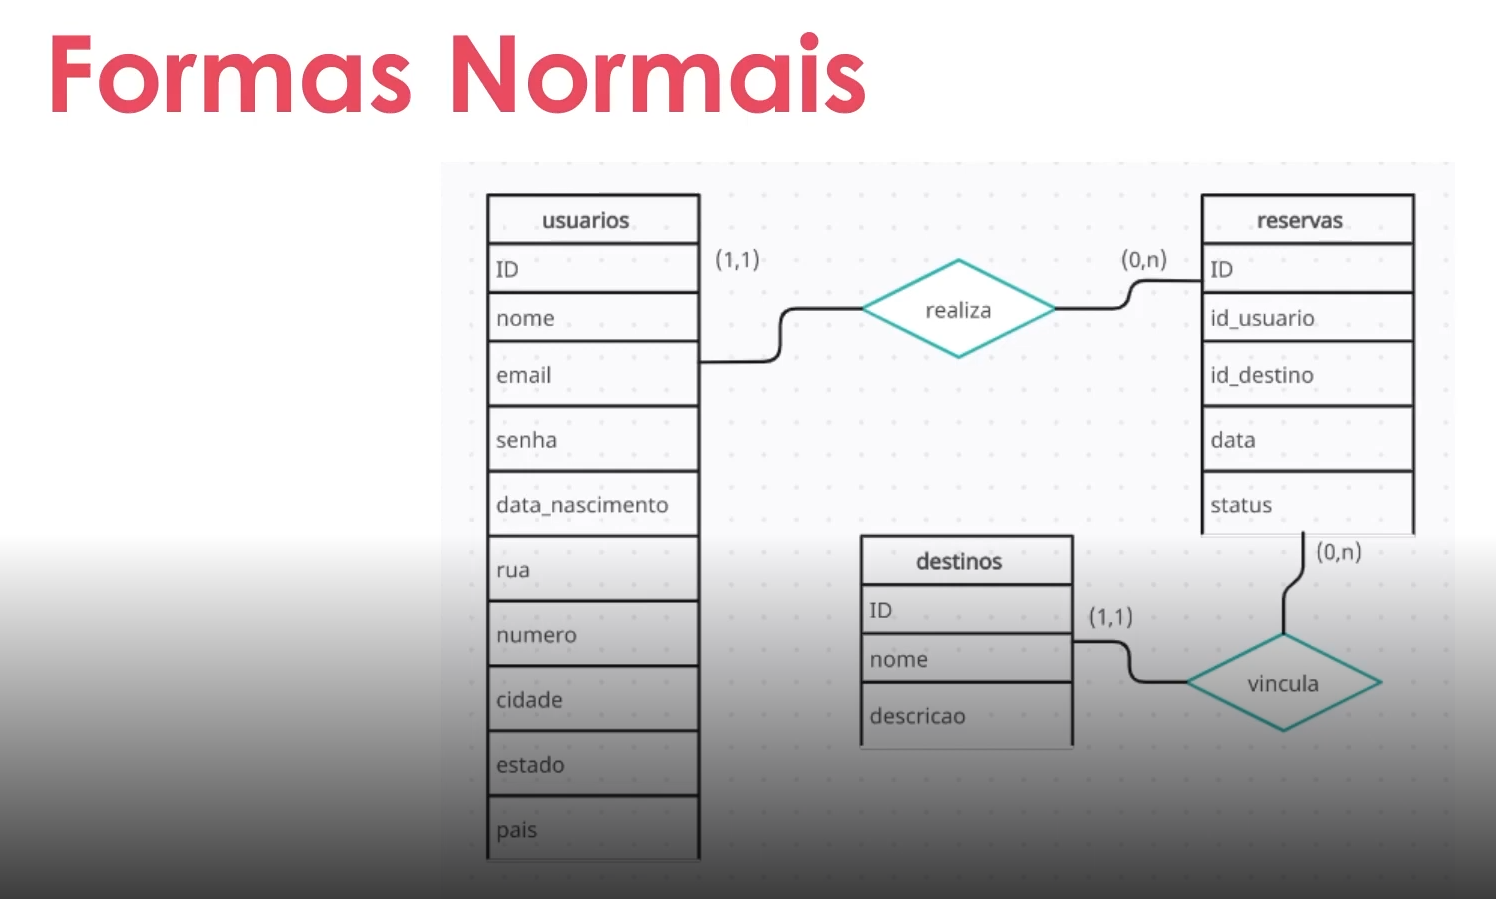 Formas Normais
usuarios
ID
nome
email
senha
data_nascimento
rua
numero
cidade
estado
pais
(1,1)
realiza
(0,n)
reservas
ID
id_usuario
id_destino
data
status
(0,n)
destinos
ID
nome
descricao
(1,1)
vincula